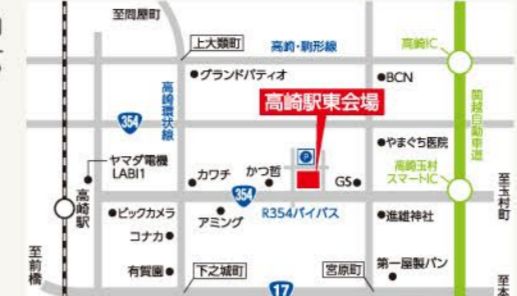 至問屋町
上大類町
高崎・駒形線
高崎IC
グランドパティオ
BCN
高崎環状線
関越自動車道
高崎駅東会場
354
P
やまぐち医院
ヤマダ電機
LABI1
高崎玉村
スマートIC
カワチ
かつ哲
GS
至玉村町
高崎駅
354
ビックカメラ
アミング
R354バイパス
進雄神社
コナカ
至前橋
有賀園
下之城町
宮原町
第一屋製パン
17